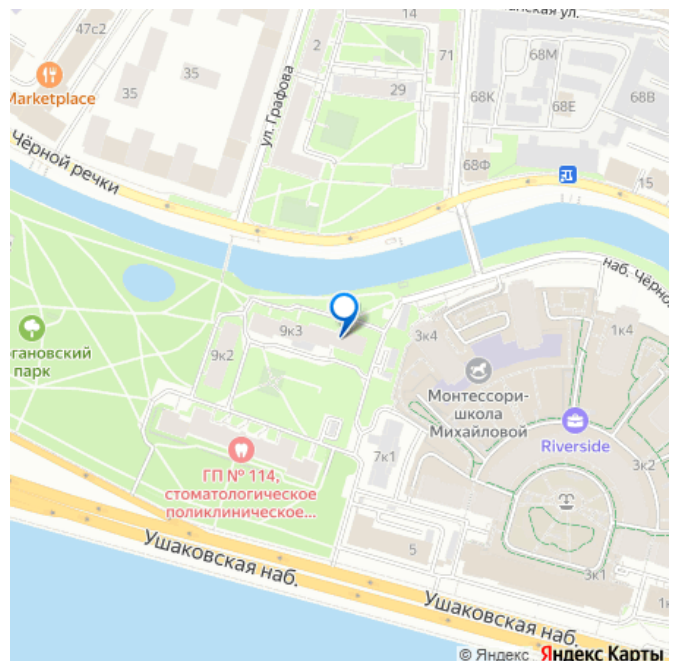 47с2
14
2
71
68М
35
Marketplace
35
29
68К
68Е
68В
ул. Графова
Чёрной речки
68Ф
15
наб. Чёрно
9к3
3к4
1к4
9к2
парк
Монтессори-
школа
Михайловой
Riverside
ГП № 114,
стоматологическое
поликлиническое...
7к1
3к2
5
3к1
Ушаковская наб.
Ушаковская наб.
© Яндекс Яндекс Карты